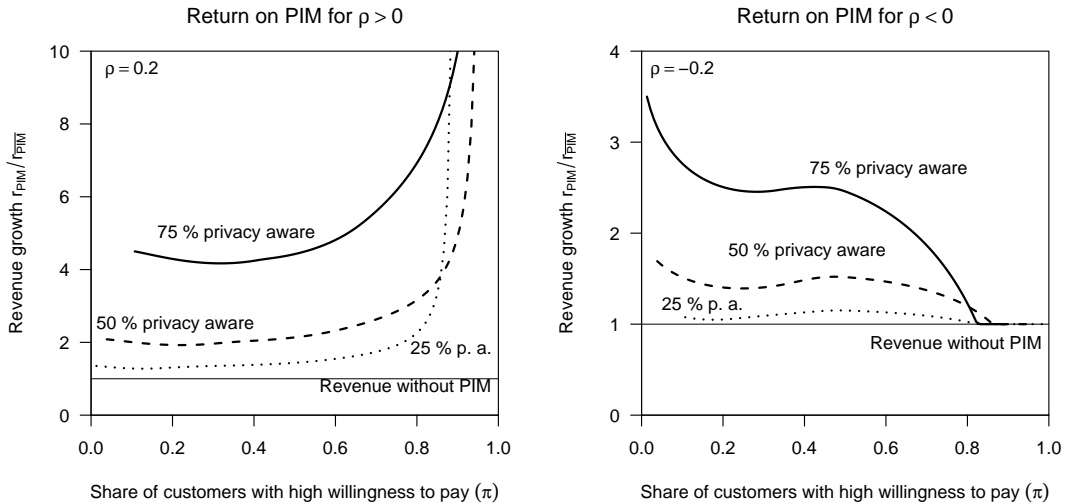 Return on PIM for ρ > 0
10
8
6
4
2
0
ρ = 0.2
75 % privacy aware
50 % privacy aware
25 % p. a.
Revenue without PIM
0.0 0.2 0.4 0.6 0.8 1.0
Revenue growth r_PIM / r_P̅I̅M̅
Share of customers with high willingness to pay (π)
Return on PIM for ρ < 0
4
3
2
1
0
ρ = −0.2
75 % privacy aware
50 % privacy aware
25 % p. a.
Revenue without PIM
0.0 0.2 0.4 0.6 0.8 1.0
Revenue growth r_PIM / r_P̅I̅M̅
Share of customers with high willingness to pay (π)